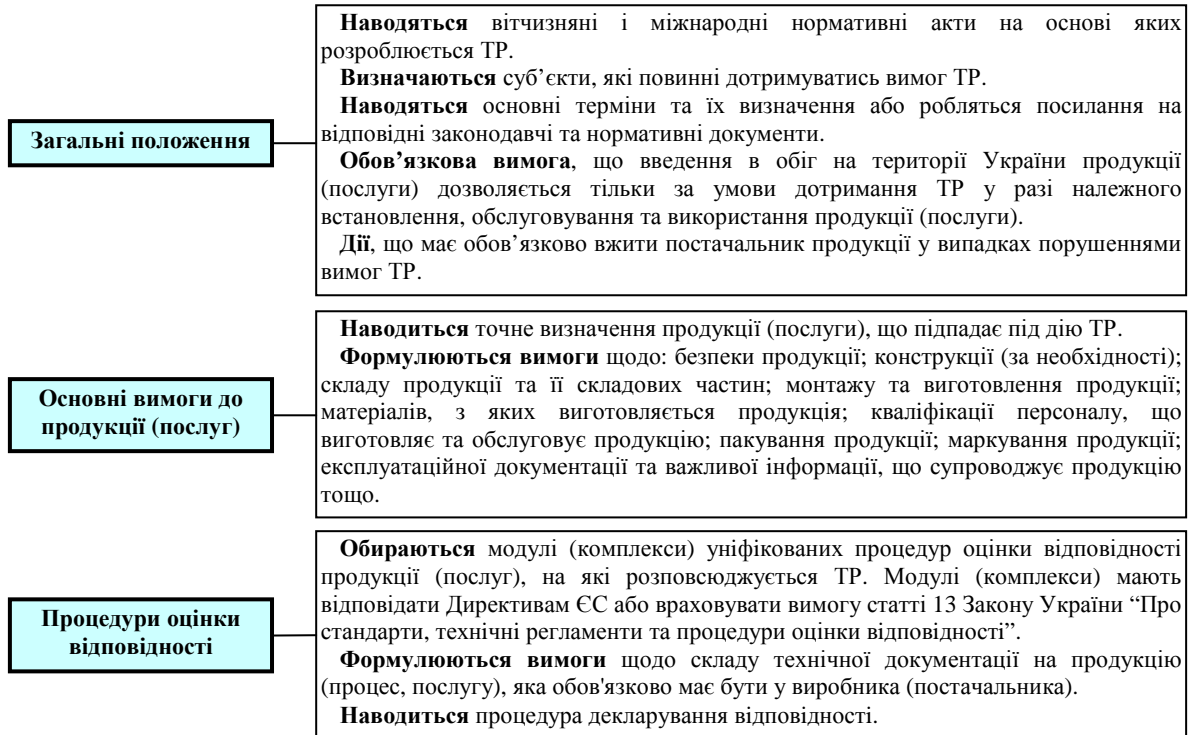 Загальні положення
Наводяться вітчизняні і міжнародні нормативні акти на основі яких
розроблюється ТР.
Визначаються суб’єкти, які повинні дотримуватись вимог ТР.
Наводяться основні терміни та їх визначення або робляться посилання на
відповідні законодавчі та нормативні документи.
Обов’язкова вимога, що введення в обіг на території України продукції
(послуги) дозволяється тільки за умови дотримання ТР у разі належного
встановлення, обслуговування та використання продукції (послуги).
Дії, що має обов’язково вжити постачальник продукції у випадках порушеннями
вимог ТР.
Основні вимоги до
продукції (послуг)
Наводиться точне визначення продукції (послуги), що підпадає під дію ТР.
Формулюються вимоги щодо: безпеки продукції; конструкції (за необхідності);
складу продукції та її складових частин; монтажу та виготовлення продукції;
матеріалів, з яких виготовляється продукція; кваліфікації персоналу, що
виготовляє та обслуговує продукцію; пакування продукції; маркування продукції;
експлуатаційної документації та важливої інформації, що супроводжує продукцію
тощо.
Процедури оцінки
відповідності
Обираються модулі (комплекси) уніфікованих процедур оцінки відповідності
продукції (послуг), на які розповсюджується ТР. Модулі (комплекси) мають
відповідати Директивам ЄС або враховувати вимогу статті 13 Закону України “Про
стандарти, технічні регламенти та процедури оцінки відповідності”.
Формулюються вимоги щодо складу технічної документації на продукцію
(процес, послугу), яка обов'язково має бути у виробника (постачальника).
Наводиться процедура декларування відповідності.